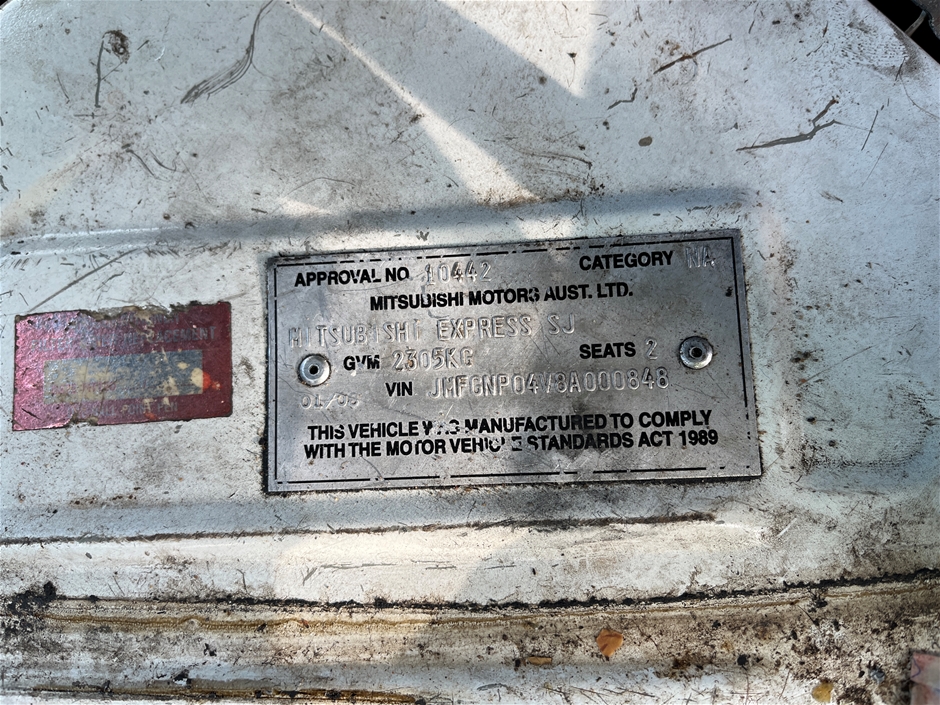 APPROVAL NO 10442 CATEGORY NA
MITSUBISHI MOTORS AUST. LTD.
MITSUBISHI EXPRESS SJ
GVM 2305KG SEATS 2
VIN JMFGNP04V8A000848
THIS VEHICLE WAS MANUFACTURED TO COMPLY
WITH THE MOTOR VEHICLE STANDARDS ACT 1989